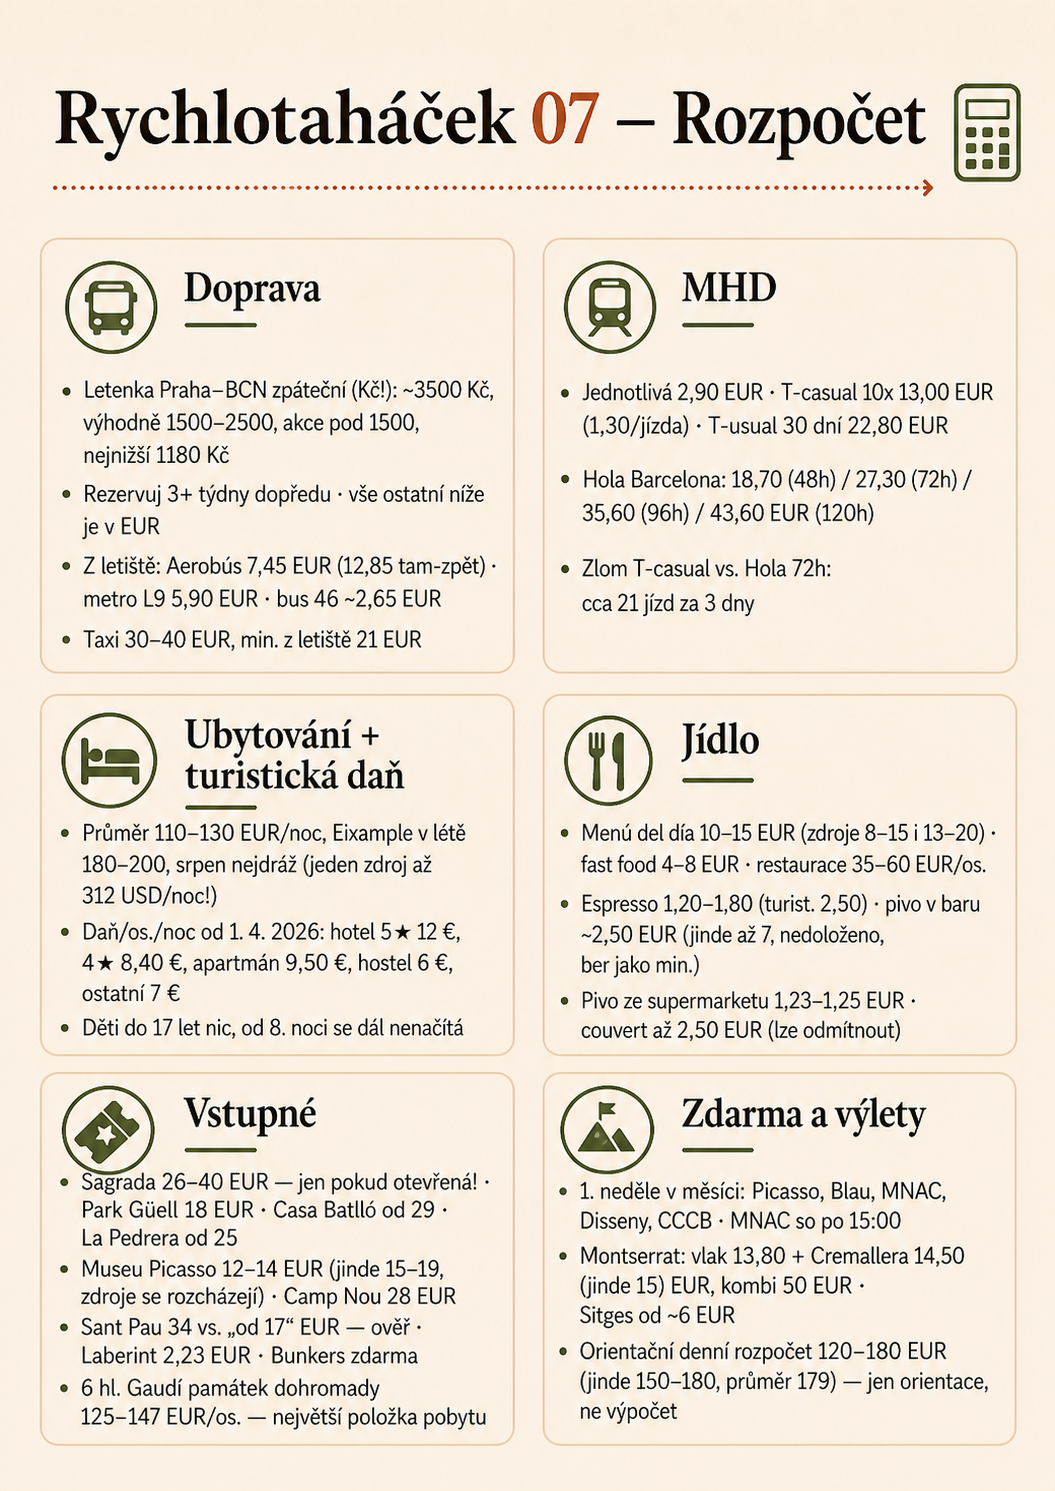 Rychlotaháček 07 – Rozpočet
Doprava
• Letenka Praha–BCN zpáteční (Kč!): ~3500 Kč,
výhodně 1500–2500, akce pod 1500,
nejnižší 1180 Kč
• Rezervuj 3+ týdny dopředu · vše ostatní níže
je v EUR
• Z letiště: Aerobús 7,45 EUR (12,85 tam-zpět) ·
metro L9 5,90 EUR · bus 46 ~2,65 EUR
• Taxi 30–40 EUR, min. z letiště 21 EUR
MHD
• Jednotlivá 2,90 EUR · T-casual 10x 13,00 EUR
(1,30/jízda) · T-usual 30 dní 22,80 EUR
• Hola Barcelona: 18,70 (48h) / 27,30 (72h) /
35,60 (96h) / 43,60 EUR (120h)
• Zlom T-casual vs. Hola 72h:
cca 21 jízd za 3 dny
Ubytování +
turistická daň
• Průměr 110–130 EUR/noc, Eixample v létě
180–200, srpen nejdráž (jeden zdroj až
312 USD/noc!)
• Daň/os./noc od 1. 4. 2026: hotel 5★ 12 €,
4★ 8,40 €, apartmán 9,50 €, hostel 6 €,
ostatní 7 €
• Děti do 17 let nic, od 8. noci se dál nenačítá
Jídlo
• Menú del día 10–15 EUR (zdroje 8–15 i 13–20) ·
fast food 4–8 EUR · restaurace 35–60 EUR/os.
• Espresso 1,20–1,80 (turist. 2,50) · pivo v baru
~2,50 EUR (jinde až 7, nedoloženo,
ber jako min.)
• Pivo ze supermarketu 1,23–1,25 EUR ·
couvert až 2,50 EUR (lze odmítnout)
Vstupné
• Sagrada 26–40 EUR — jen pokud otevřená! ·
Park Güell 18 EUR · Casa Batlló od 29 ·
La Pedrera od 25
• Museu Picasso 12–14 EUR (jinde 15–19,
zdroje se rozcházejí) · Camp Nou 28 EUR
• Sant Pau 34 vs. „od 17“ EUR — ověř ·
Laberint 2,23 EUR · Bunkers zdarma
• 6 hl. Gaudí památek dohromady
125–147 EUR/os. — největší položka pobytu
Zdarma a výlety
• 1. neděle v měsíci: Picasso, Blau, MNAC,
Disseny, CCCB · MNAC so po 15:00
• Montserrat: vlak 13,80 + Cremallera 14,50
(jinde 15) EUR, kombi 50 EUR ·
Sitges od ~6 EUR
• Orientační denní rozpočet 120–180 EUR
(jinde 150–180, průměr 179) — jen orientace,
ne výpočet